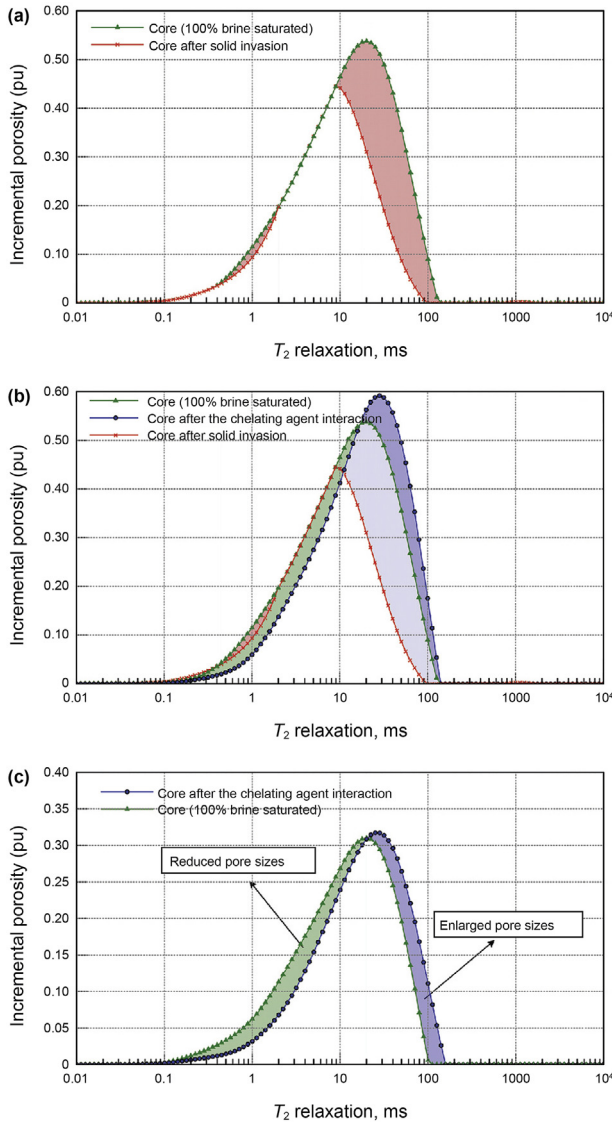 (a)
0.60
0.50
0.40
0.30
0.20
0.10
0
Incremental porosity (pu)
Core (100% brine saturated)
Core after solid invasion
0.01 0.1 1 10 100 1000 10⁴
T₂ relaxation, ms
(b)
0.60
0.50
0.40
0.30
0.20
0.10
0
Incremental porosity (pu)
Core (100% brine saturated)
Core after the chelating agent interaction
Core after solid invasion
0.01 0.1 1 10 100 1000 10⁴
T₂ relaxation, ms
(c)
0.40
0.35
0.30
0.25
0.20
0.15
0.10
0.05
0
Incremental porosity (pu)
Core after the chelating agent interaction
Core (100% brine saturated)
Reduced pore sizes
Enlarged pore sizes
0.01 0.1 1 10 100 1000 10⁴
T₂ relaxation, ms